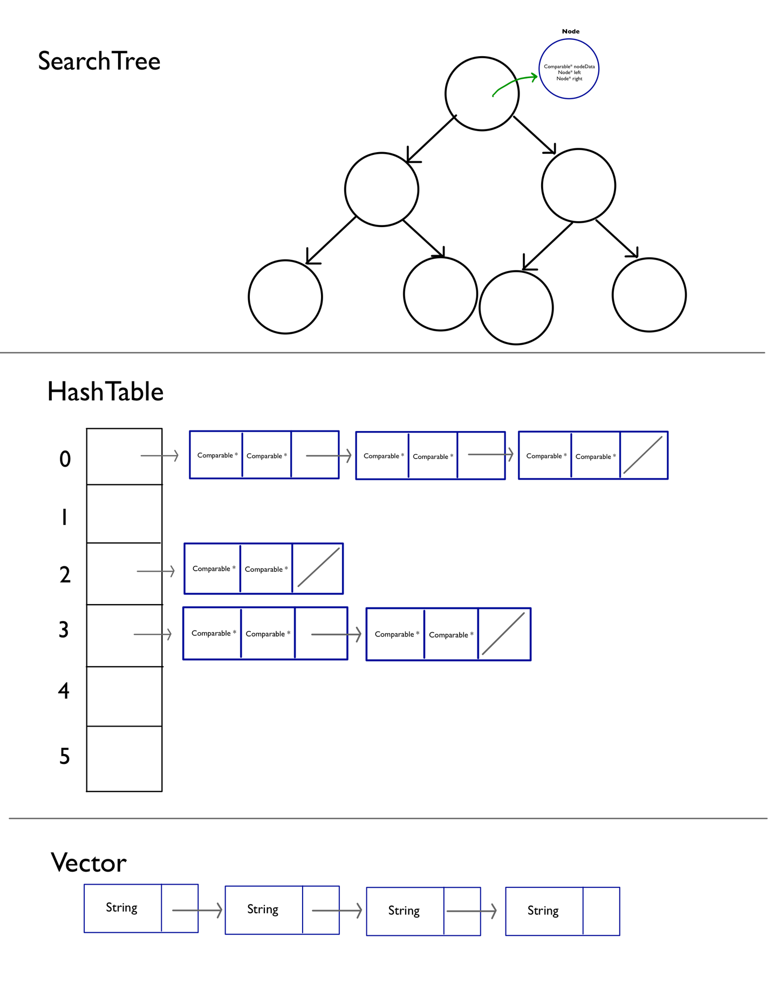 SearchTree
Node
Comparable* nodeData
Node* left
Node* right
HashTable
0
Comparable * Comparable * Comparable * Comparable * Comparable * Comparable *
1
2
Comparable * Comparable *
3
Comparable * Comparable * Comparable * Comparable *
4
5
Vector
String String String String